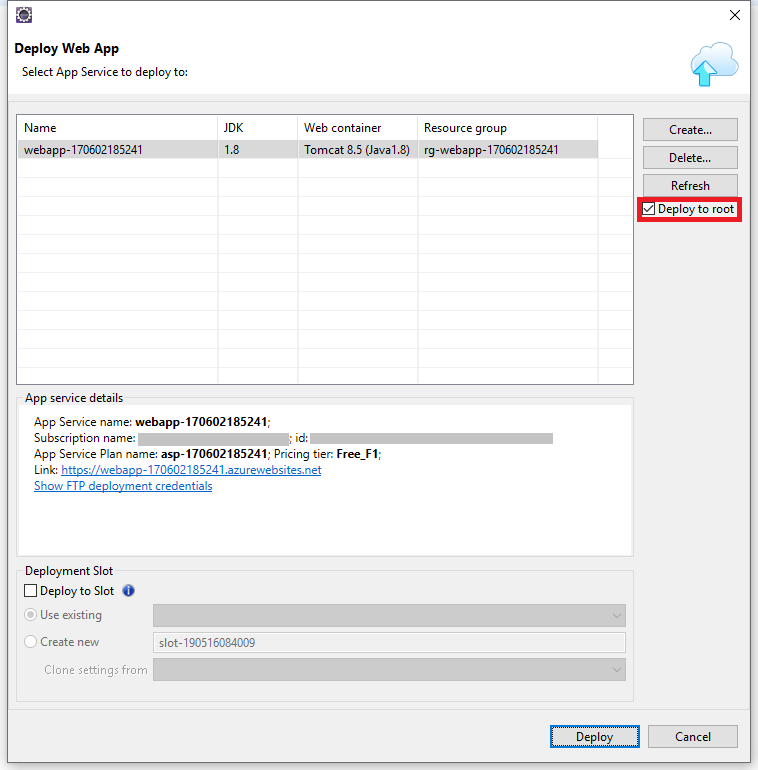 Deploy Web App
Select App Service to deploy to:
Name JDK Web container Resource group
webapp-170602185241 1.8 Tomcat 8.5 (Java1.8) rg-webapp-170602185241
Create...
Delete...
Refresh
Deploy to root
App service details
App Service name: webapp-170602185241;
Subscription name: ; id:
App Service Plan name: asp-170602185241; Pricing tier: Free_F1;
Link: https://webapp-170602185241.azurewebsites.net
Show FTP deployment credentials
Deployment Slot
Deploy to Slot
Use existing
Create new slot-190516084009
Clone settings from
Deploy Cancel